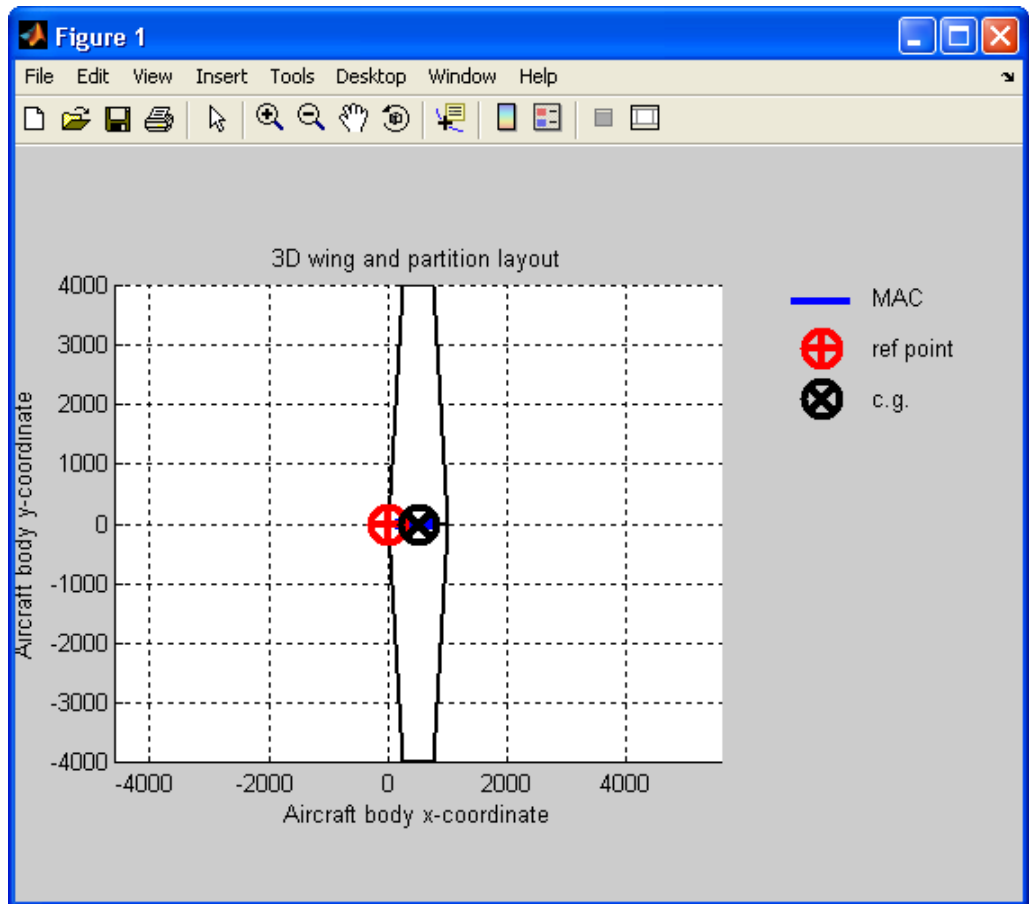 Figure 1
File Edit View Insert Tools Desktop Window Help
3D wing and partition layout
4000
3000
2000
1000
0
-1000
-2000
-3000
-4000
Aircraft body y-coordinate
-4000 -2000 0 2000 4000
Aircraft body x-coordinate
MAC
ref point
c.g.